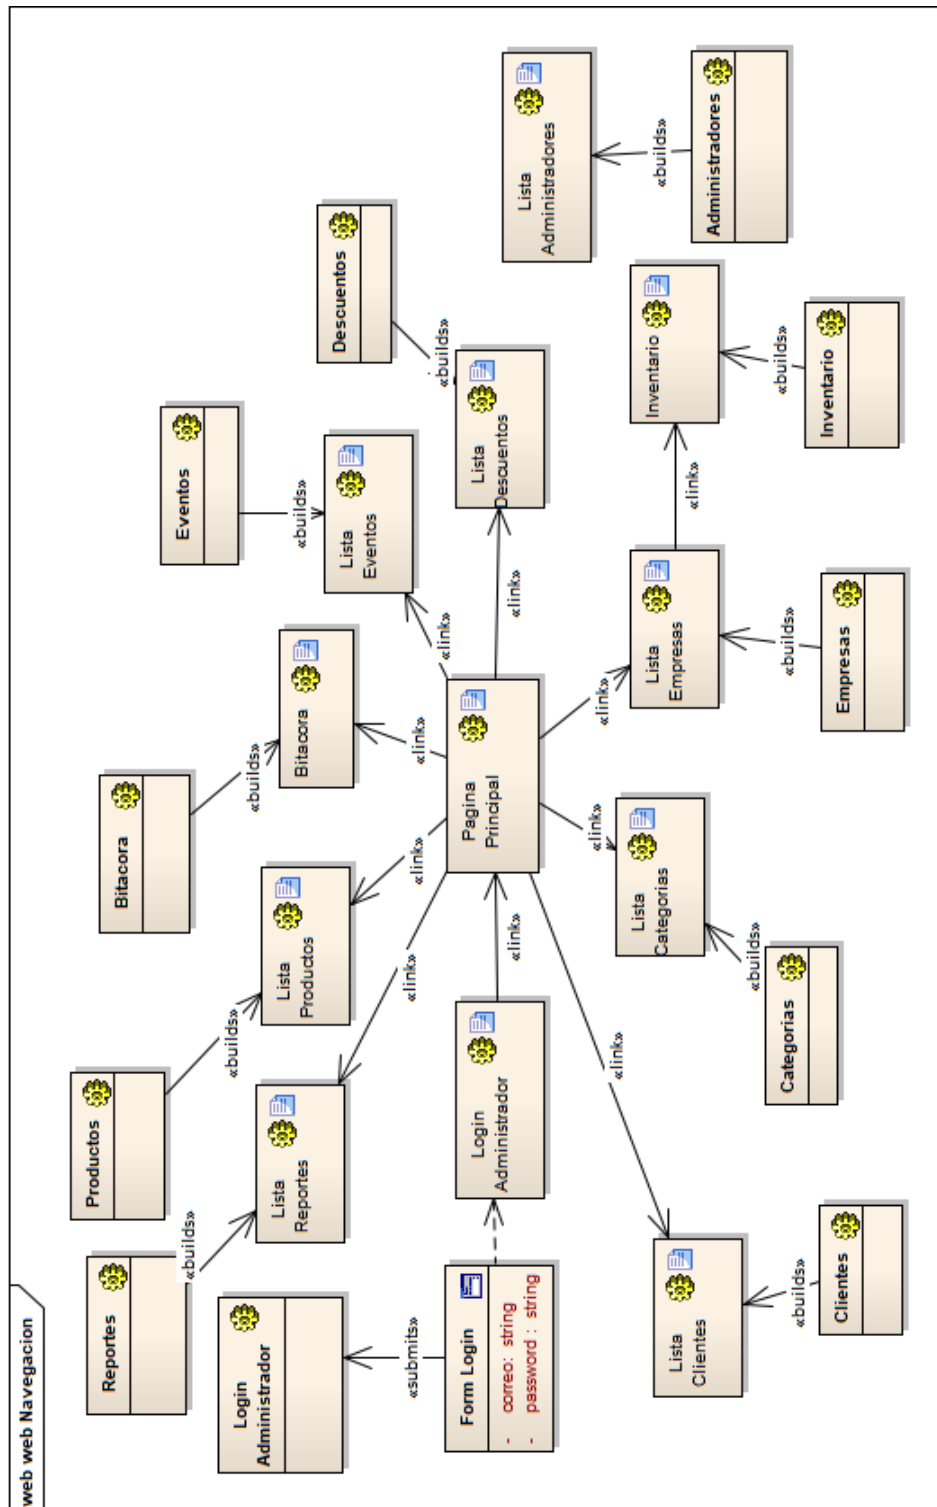 web web Navegacion
Reportes
«builds»
Lista
Reportes
Productos
«builds»
Lista
Productos
Bitacora
«builds»
Bitacora
Eventos
«builds»
Lista
Eventos
Descuentos
«builds»
Lista
Descuentos
Lista
Administradores
«builds»
Administradores
Login
Administrador
«submits»
Form Login
- correo: string
- password : string
Login
Administrador
«link»
Pagina
Principal
«link»
«link»
«link»
«link»
«link»
«link»
«link»
«link»
Lista
Clientes
«builds»
Clientes
Lista
Categorias
«builds»
Categorias
Lista
Empresas
«builds»
Empresas
«link»
Inventario
«builds»
Inventario